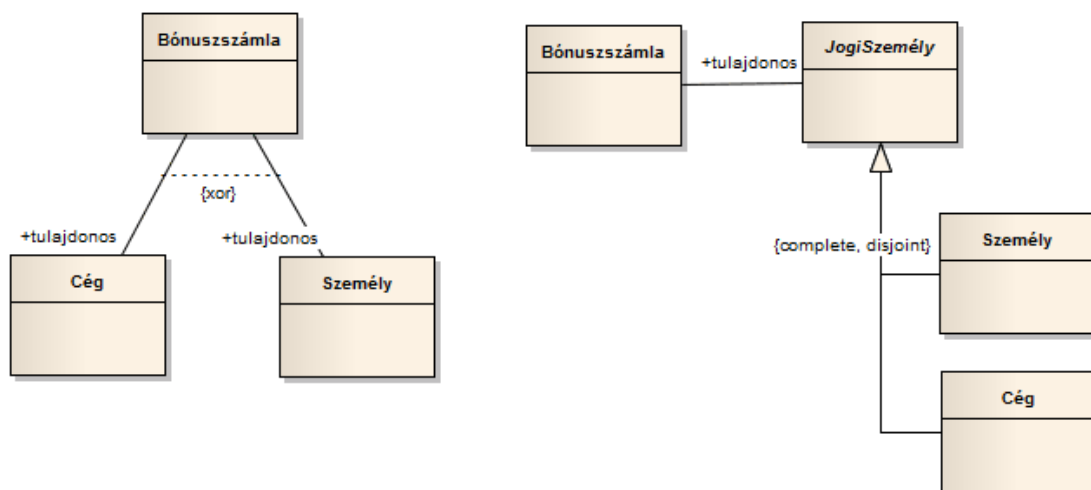 Bónuszszámla
{xor}
+tulajdonos
+tulajdonos
Cég
Személy
Bónuszszámla
+tulajdonos
JogiSzemély
{complete, disjoint}
Személy
Cég